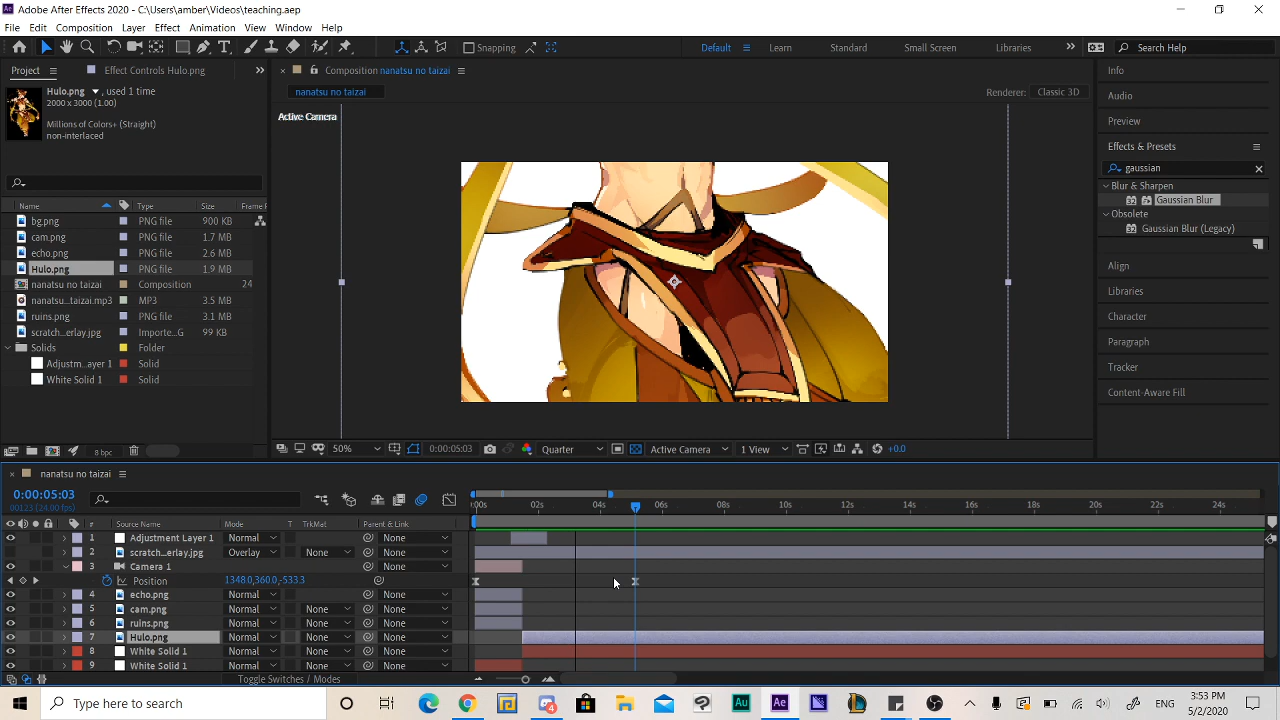 Adobe After Effects 2020 - C:\Users\amber\Videos\teaching.aep
File Edit Composition Layer Effect Animation View Window Help
Snapping Default Learn Standard Small Screen Libraries Search Help
Project Effect Controls Hulo.png
Composition nanatsu no taizai
nanatsu no taizai
Renderer: Classic 3D
Active Camera
Hulo.png , used 1 time
2000 x 3000 (1.00)
Millions of Colors+ (Straight)
non-interlaced
Name Type Size Frame R
bg.png PNG file 900 KB
cam.png PNG file 1.7 MB
echo.png PNG file 2.6 MB
Hulo.png PNG file 1.9 MB
nanatsu no taizai Composition 24
nanatsu...taizai.mp3 MP3 3.5 MB
ruins.png PNG file 3.1 MB
scratch...erlay.jpg Importe...G 99 KB
Solids Folder
Adjustm...ayer 1 Solid
White Solid 1 Solid
8 bpc
50% 0:00:05:03 Quarter Active Camera 1 View +0.0
Info
Audio
Preview
Effects & Presets
gaussian
Blur & Sharpen
Gaussian Blur
Obsolete
Gaussian Blur (Legacy)
Align
Libraries
Character
Paragraph
Tracker
Content-Aware Fill
nanatsu no taizai
0:00:05:03
00123 (24.00 fps)
:00s 02s 04s 06s 08s 10s 12s 14s 16s 18s 20s 22s 24s
# Source Name Mode T TrkMat Parent & Link
1 Adjustment Layer 1 Normal None
2 scratch...erlay.jpg Overlay None None
3 Camera 1 None
Position 1348.0,360.0,-533.3
4 echo.png Normal None
5 cam.png Normal None None
6 ruins.png Normal None None
7 Hulo.png Normal None None
8 White Solid 1 Normal None None
9 White Solid 1 Normal None None
Toggle Switches / Modes
Type here to search
4
Au Ae
3:53 PM
5/2/2020